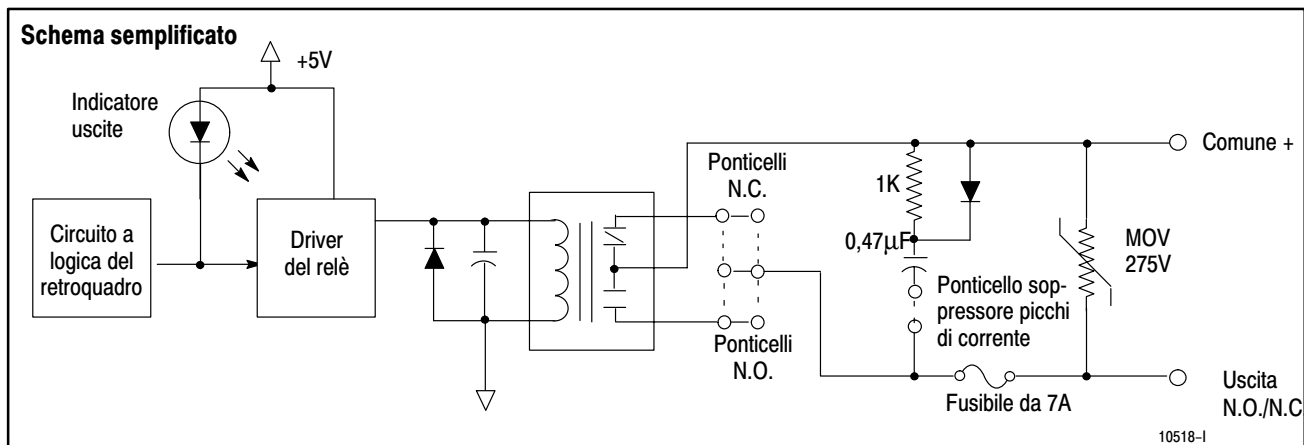 Schema semplificato
+5V
Indicatore
uscite
Circuito a
logica del
retroquadro
Driver
del relè
Ponticelli
N.C.
Ponticelli
N.O.
1K
0,47µF
Ponticello sop-
pressore picchi
di corrente
MOV
275V
Comune +
Fusibile da 7A
Uscita
N.O./N.C
10518–I